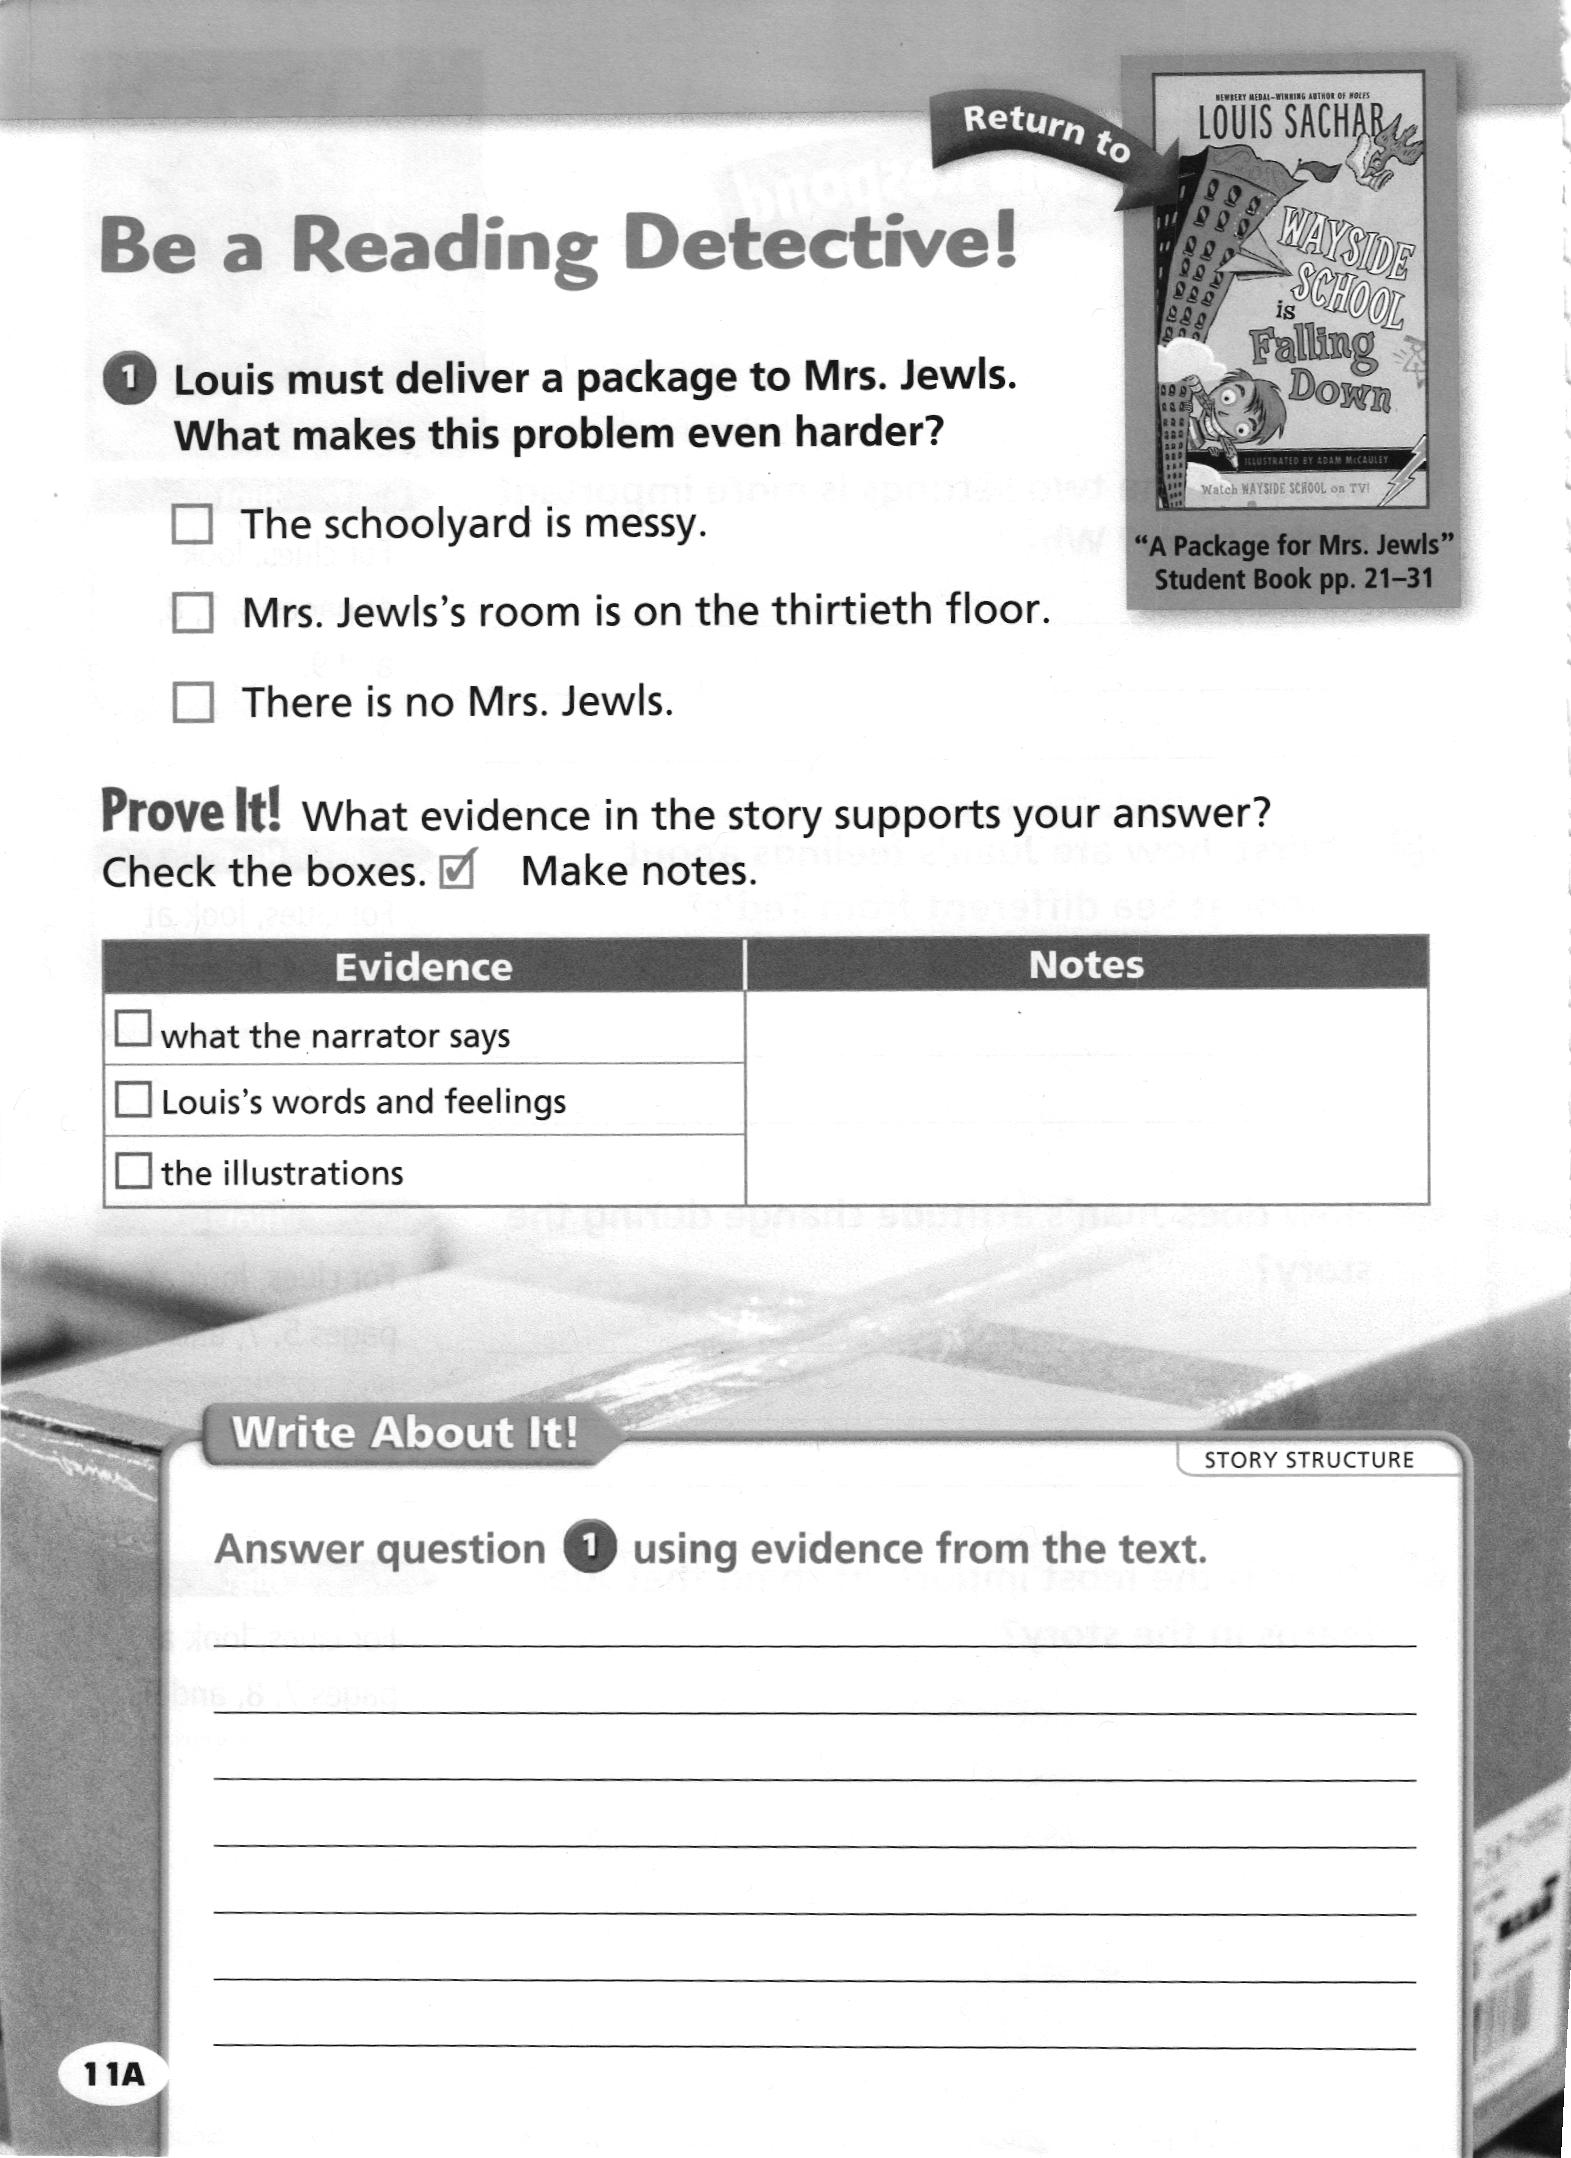 Return to
NEWBERY MEDAL–WINNING AUTHOR OF HOLES
LOUIS SACHAR
WAYSIDE
SCHOOL
is
Falling
Down
ILLUSTRATED BY ADAM McCAULEY
Watch WAYSIDE SCHOOL on TV!
“A Package for Mrs. Jewls”
Student Book pp. 21–31
Be a Reading Detective!
1 Louis must deliver a package to Mrs. Jewls.
What makes this problem even harder?
The schoolyard is messy.
Mrs. Jewls’s room is on the thirtieth floor.
There is no Mrs. Jewls.
Prove It! What evidence in the story supports your answer?
Check the boxes. Make notes.
Evidence Notes
what the narrator says
Louis’s words and feelings
the illustrations
Write About It!
STORY STRUCTURE
Answer question 1 using evidence from the text.
11A